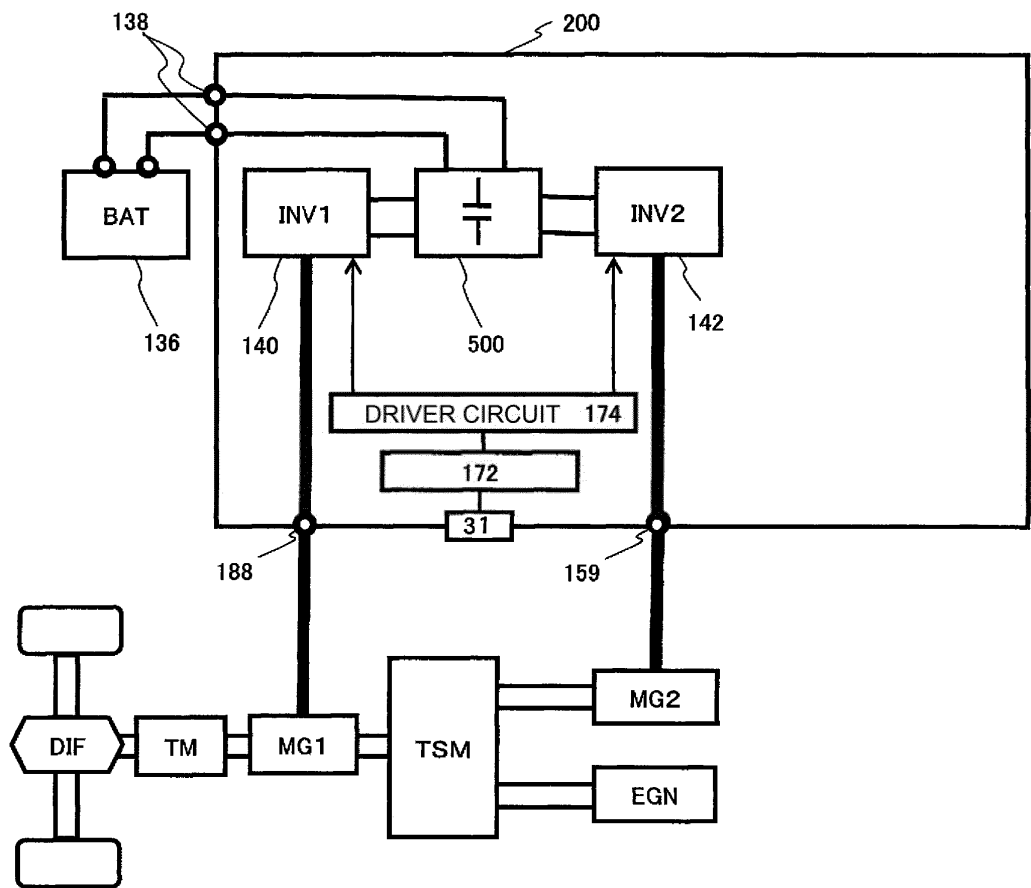 138
200
BAT
INV1
INV2
136
140
500
142
DRIVER CIRCUIT 174
172
31
188
159
MG2
DIF
TM
MG1
TSM
EGN